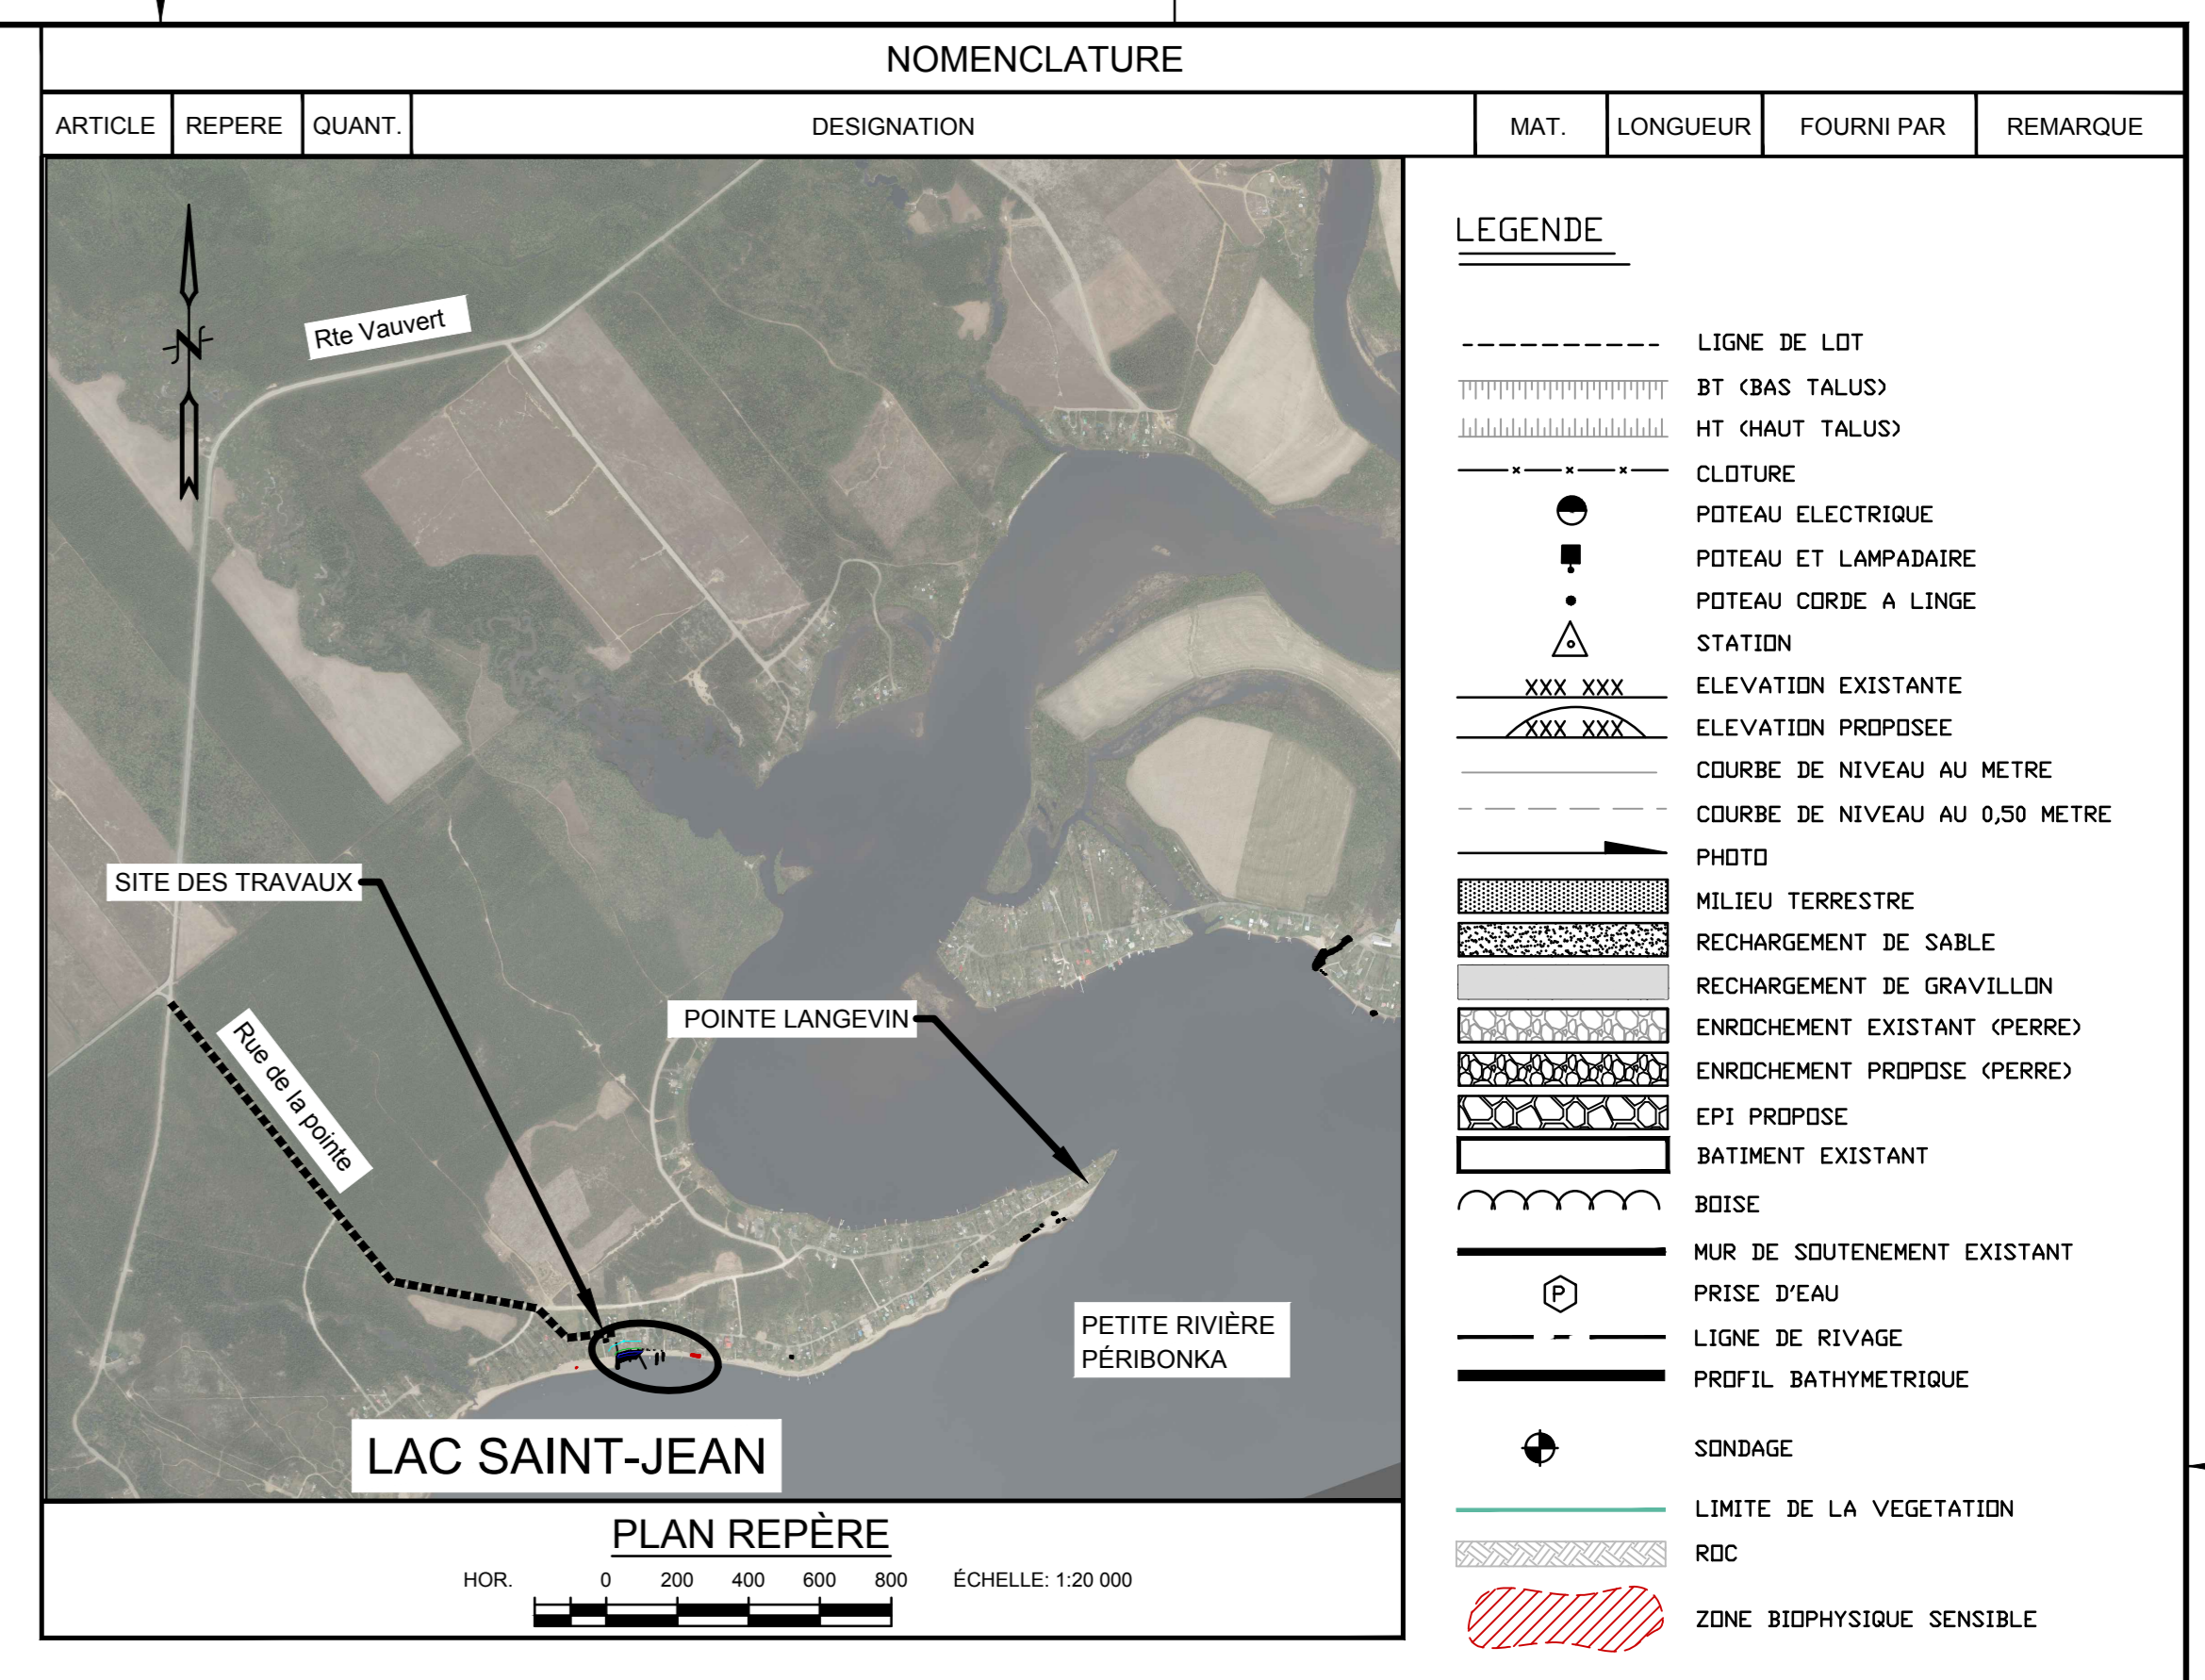 NOMENCLATURE
ARTICLE REPERE QUANT. DESIGNATION MAT. LONGUEUR FOURNI PAR REMARQUE
N
Rte Vauvert
SITE DES TRAVAUX
POINTE LANGEVIN
Rue de la pointe
PETITE RIVIÈRE
PÉRIBONKA
LAC SAINT-JEAN
PLAN REPÈRE
HOR. 0 200 400 600 800 ÉCHELLE: 1:20 000
LEGENDE
LIGNE DE LOT
BT (BAS TALUS)
HT (HAUT TALUS)
CLOTURE
POTEAU ELECTRIQUE
POTEAU ET LAMPADAIRE
POTEAU CORDE A LINGE
STATION
XXX XXX ELEVATION EXISTANTE
XXX XXX ELEVATION PROPOSEE
COURBE DE NIVEAU AU METRE
COURBE DE NIVEAU AU 0,50 METRE
PHOTO
MILIEU TERRESTRE
RECHARGEMENT DE SABLE
RECHARGEMENT DE GRAVILLON
ENROCHEMENT EXISTANT (PERRE)
ENROCHEMENT PROPOSE (PERRE)
EPI PROPOSE
BATIMENT EXISTANT
BOISE
MUR DE SOUTENEMENT EXISTANT
P PRISE D'EAU
LIGNE DE RIVAGE
PROFIL BATHYMETRIQUE
SONDAGE
LIMITE DE LA VEGETATION
ROC
ZONE BIOPHYSIQUE SENSIBLE